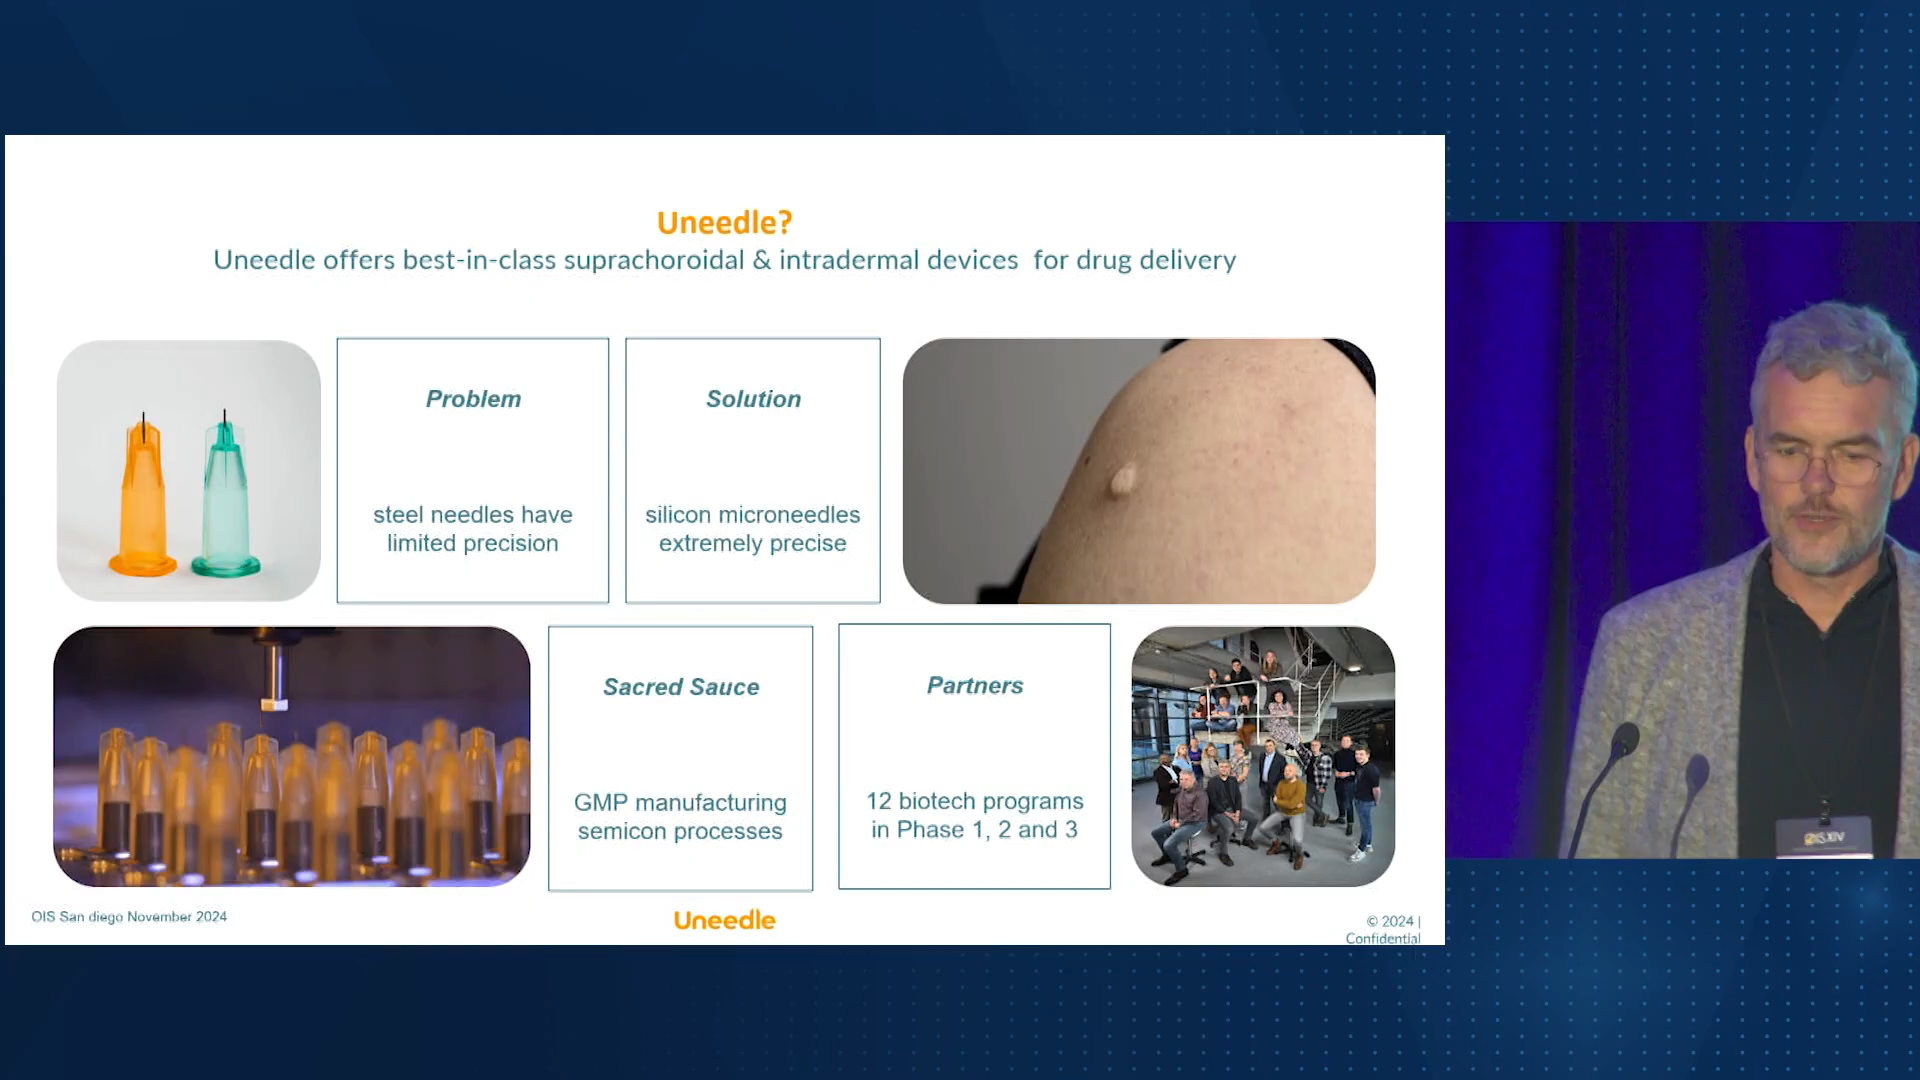 Uneedle?
Uneedle offers best-in-class suprachoroidal & intradermal devices for drug delivery
Problem
steel needles have
limited precision
Solution
silicon microneedles
extremely precise
Sacred Sauce
GMP manufacturing
semicon processes
Partners
12 biotech programs
in Phase 1, 2 and 3
OIS San diego November 2024
Uneedle
© 2024 |
Confidential
OIS XIV